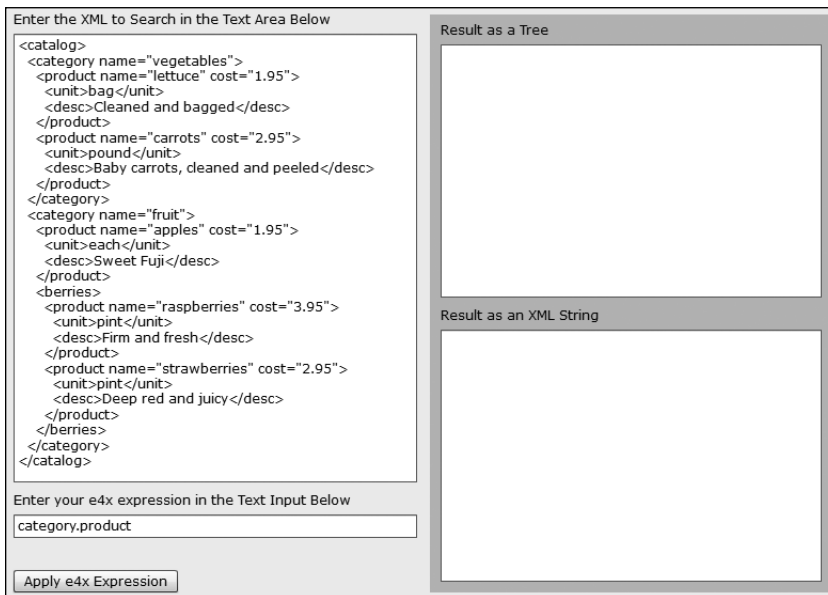 Enter the XML to Search in the Text Area Below
<catalog>
<category name="vegetables">
<product name="lettuce" cost="1.95">
<unit>bag</unit>
<desc>Cleaned and bagged</desc>
</product>
<product name="carrots" cost="2.95">
<unit>pound</unit>
<desc>Baby carrots, cleaned and peeled</desc>
</product>
</category>
<category name="fruit">
<product name="apples" cost="1.95">
<unit>each</unit>
<desc>Sweet Fuji</desc>
</product>
<berries>
<product name="raspberries" cost="3.95">
<unit>pint</unit>
<desc>Firm and fresh</desc>
</product>
<product name="strawberries" cost="2.95">
<unit>pint</unit>
<desc>Deep red and juicy</desc>
</product>
</berries>
</category>
</catalog>
Enter your e4x expression in the Text Input Below
category.product
Apply e4x Expression
Result as a Tree
Result as an XML String